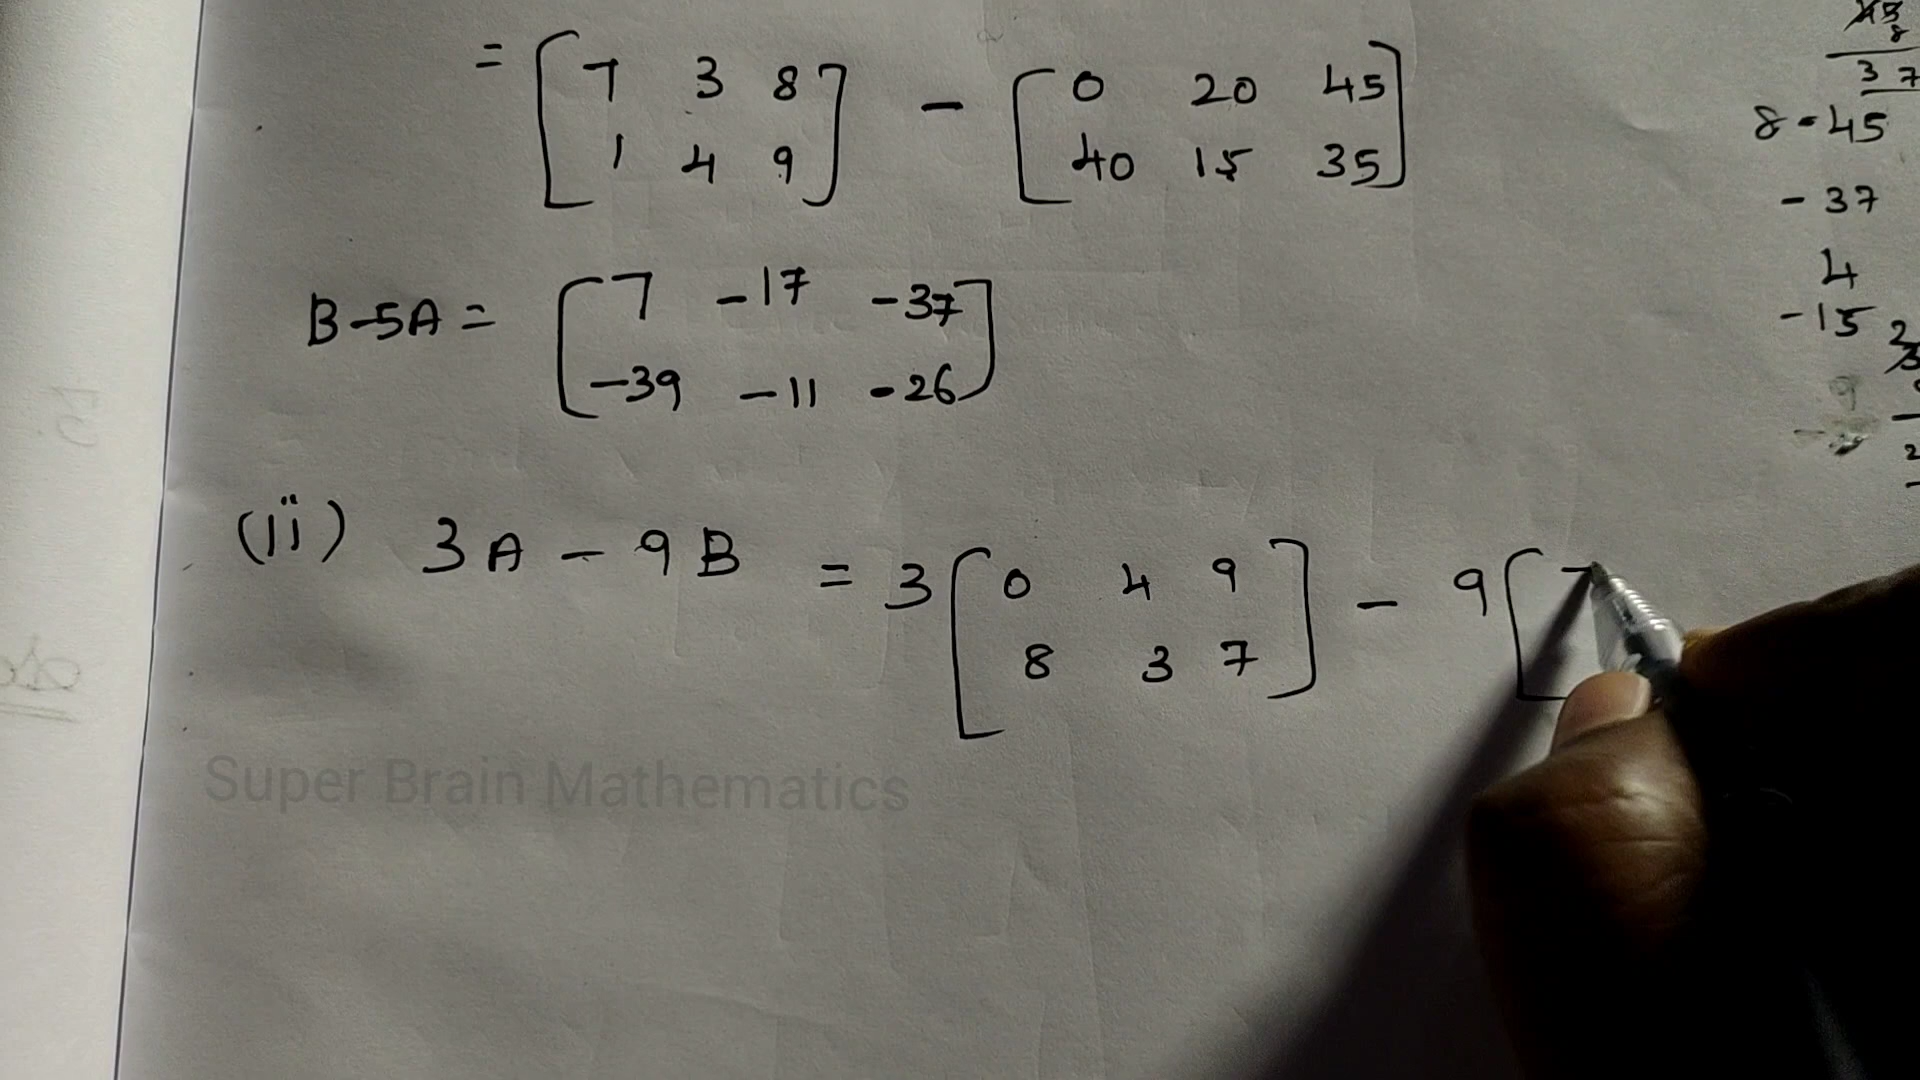 = [ 7 3 8 ] - [ 0 20 45 ]
1 4 9 40 15 35
B-5A = [ 7 -17 -37 ]
-39 -11 -26
(ii) 3A - 9B = 3 [ 0 4 9 ] - 9 [ 7
8 3 7
37
8-45
-37
4
-15
Super Brain Mathematics